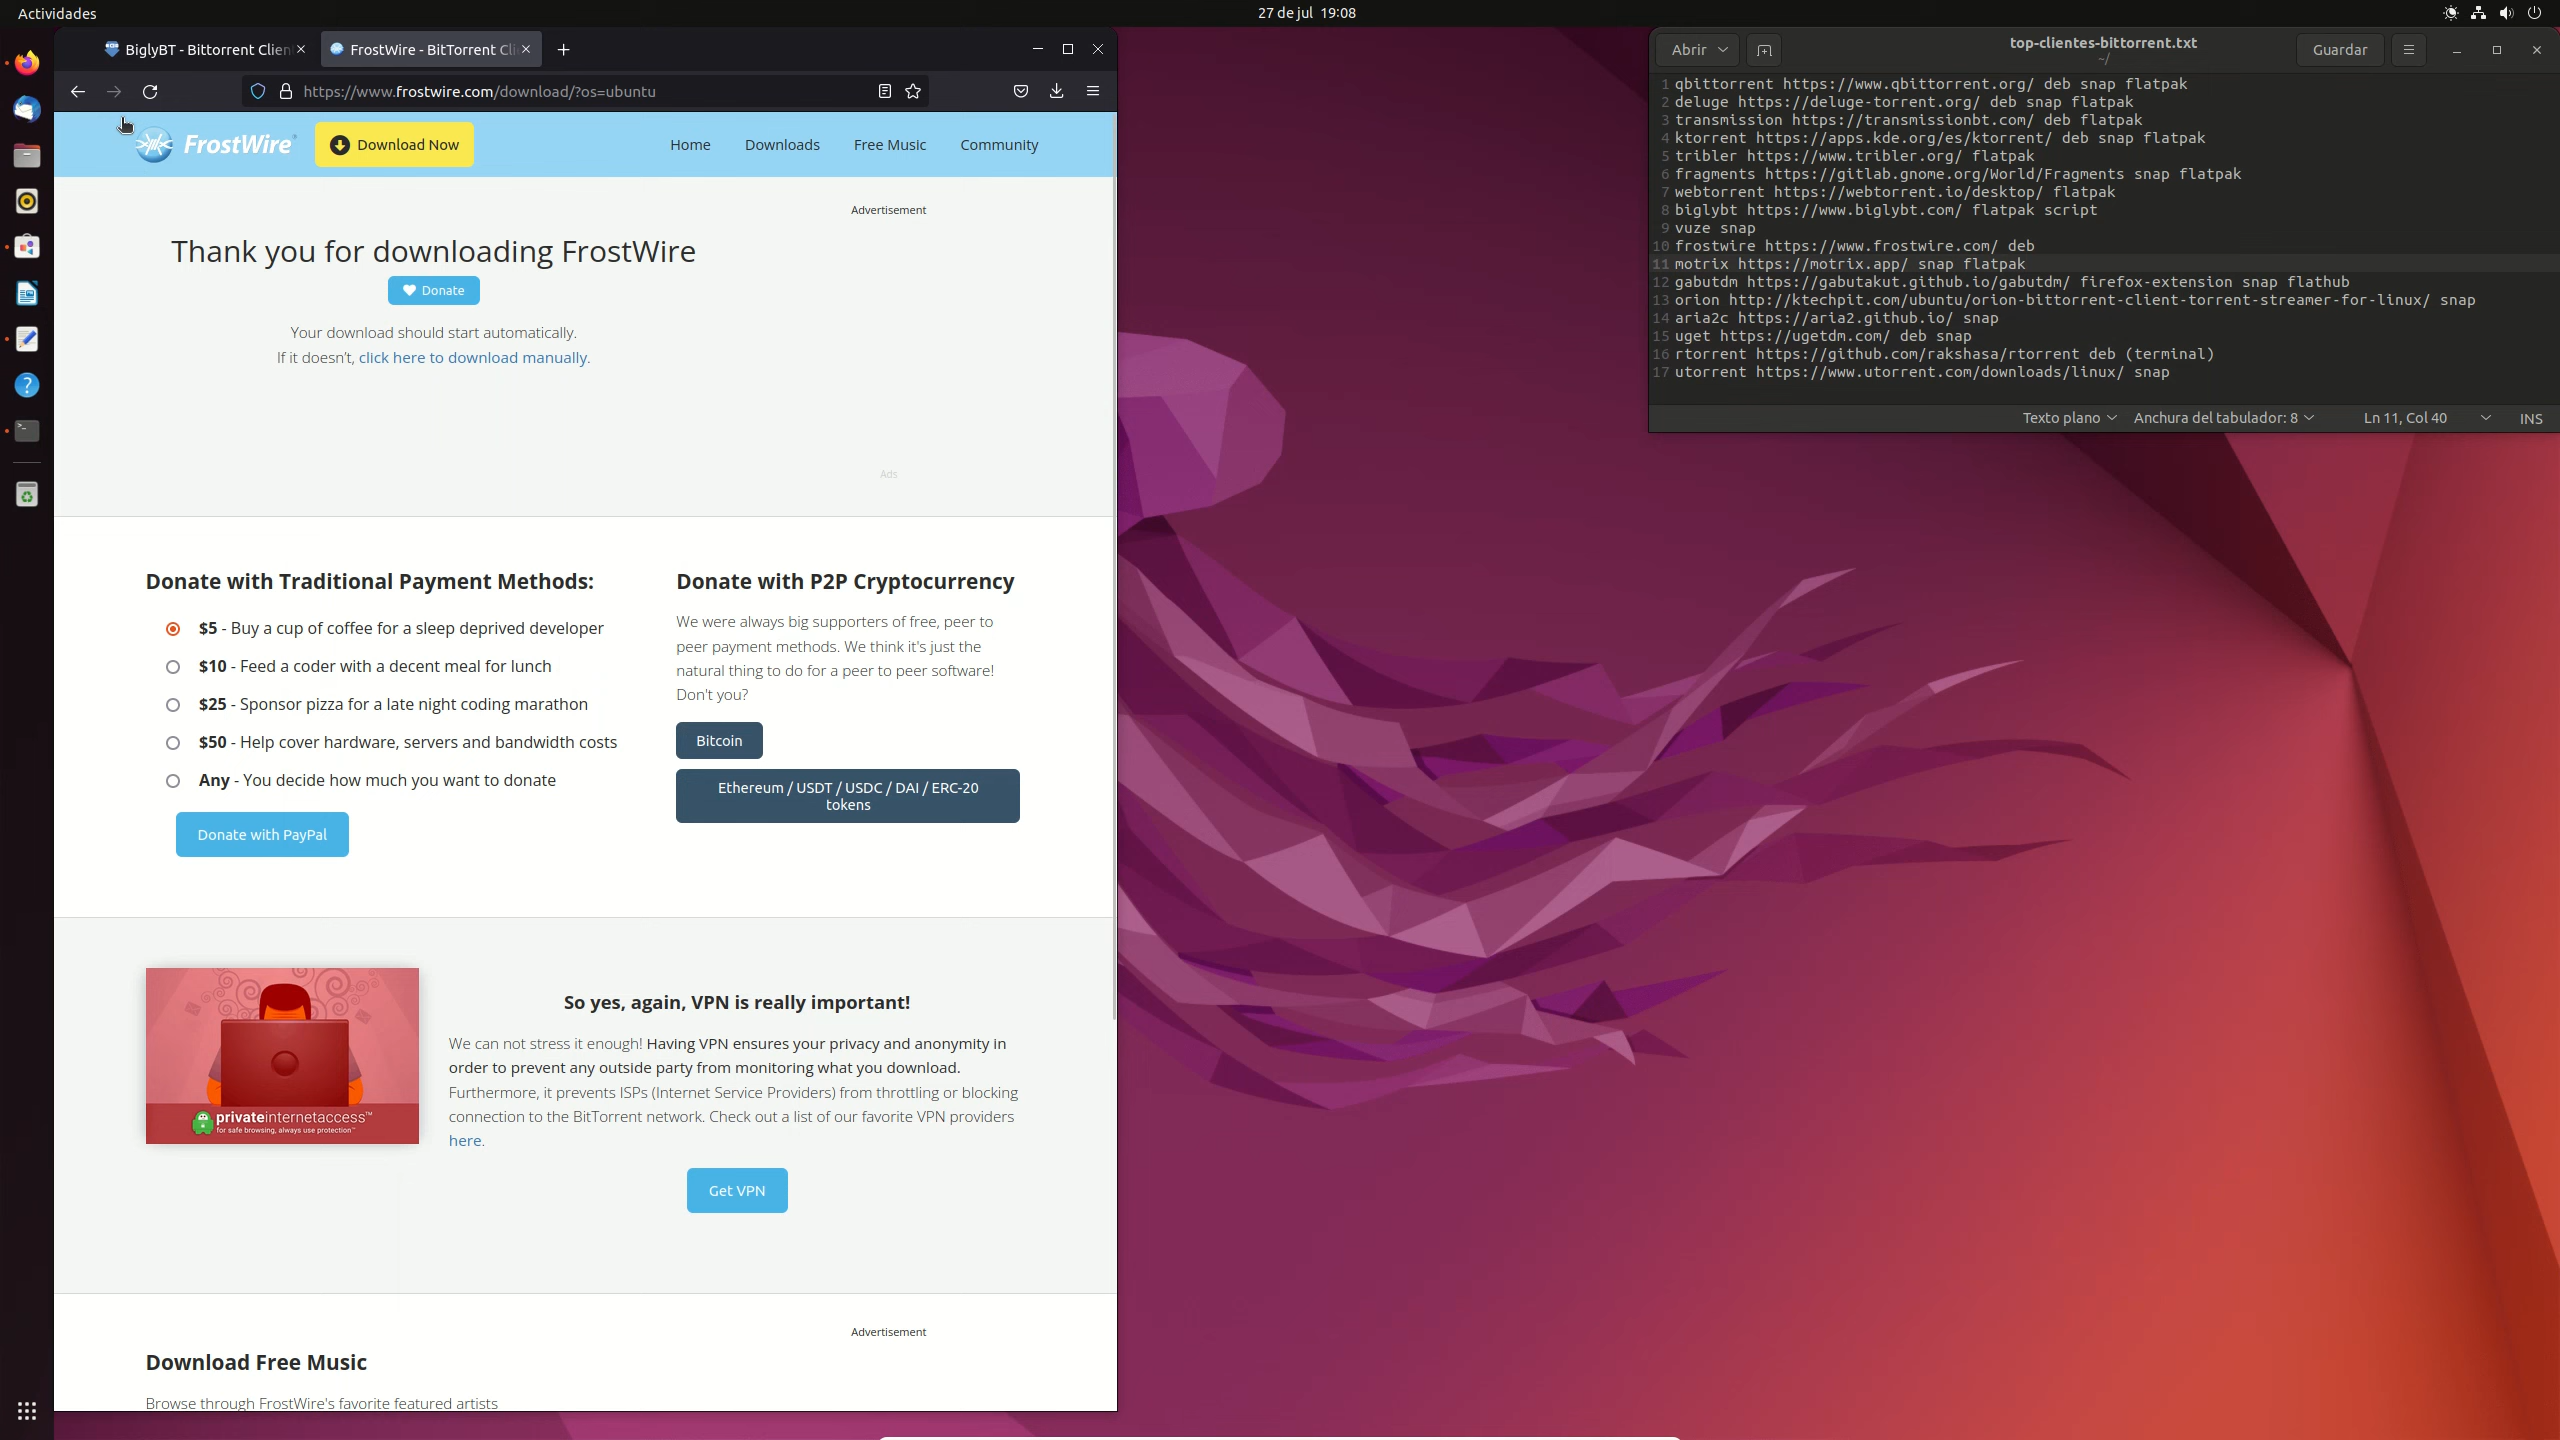 Actividades
27 de jul 19:08
BiglyBT - Bittorrent Clien
FrostWire - BitTorrent Cli
https://www.frostwire.com/download/?os=ubuntu
FrostWire
Download Now
Home
Downloads
Free Music
Community
Advertisement
Thank you for downloading FrostWire
Donate
Your download should start automatically.
If it doesn't, click here to download manually.
Ads
Donate with Traditional Payment Methods:
$5 - Buy a cup of coffee for a sleep deprived developer
$10 - Feed a coder with a decent meal for lunch
$25 - Sponsor pizza for a late night coding marathon
$50 - Help cover hardware, servers and bandwidth costs
Any - You decide how much you want to donate
Donate with PayPal
Donate with P2P Cryptocurrency
We were always big supporters of free, peer to
peer payment methods. We think it's just the
natural thing to do for a peer to peer software!
Don't you?
Bitcoin
Ethereum / USDT / USDC / DAI / ERC-20
tokens
privateinternetaccess™
for safe browsing, always use protection™
So yes, again, VPN is really important!
We can not stress it enough! Having VPN ensures your privacy and anonymity in
order to prevent any outside party from monitoring what you download.
Furthermore, it prevents ISPs (Internet Service Providers) from throttling or blocking
connection to the BitTorrent network. Check out a list of our favorite VPN providers
here.
Get VPN
Advertisement
Download Free Music
Browse through FrostWire's favorite featured artists
Abrir
top-clientes-bittorrent.txt
~/
Guardar
1 qbittorrent https://www.qbittorrent.org/ deb snap flatpak
2 deluge https://deluge-torrent.org/ deb snap flatpak
3 transmission https://transmissionbt.com/ deb flatpak
4 ktorrent https://apps.kde.org/es/ktorrent/ deb snap flatpak
5 tribler https://www.tribler.org/ flatpak
6 fragments https://gitlab.gnome.org/World/Fragments snap flatpak
7 webtorrent https://webtorrent.io/desktop/ flatpak
8 biglybt https://www.biglybt.com/ flatpak script
9 vuze snap
10 frostwire https://www.frostwire.com/ deb
11 motrix https://motrix.app/ snap flatpak
12 gabutdm https://gabutakut.github.io/gabutdm/ firefox-extension snap flathub
13 orion http://ktechpit.com/ubuntu/orion-bittorrent-client-torrent-streamer-for-linux/ snap
14 aria2c https://aria2.github.io/ snap
15 uget https://ugetdm.com/ deb snap
16 rtorrent https://github.com/rakshasa/rtorrent deb (terminal)
17 utorrent https://www.utorrent.com/downloads/linux/ snap
Texto plano
Anchura del tabulador: 8
Ln 11, Col 40
INS